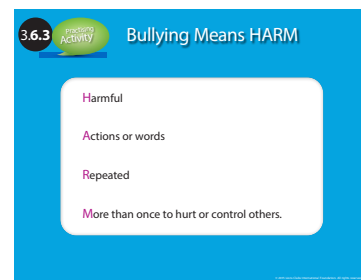 3.6.3
Practising
Activity
Bullying Means HARM
Harmful
Actions or words
Repeated
More than once to hurt or control others.